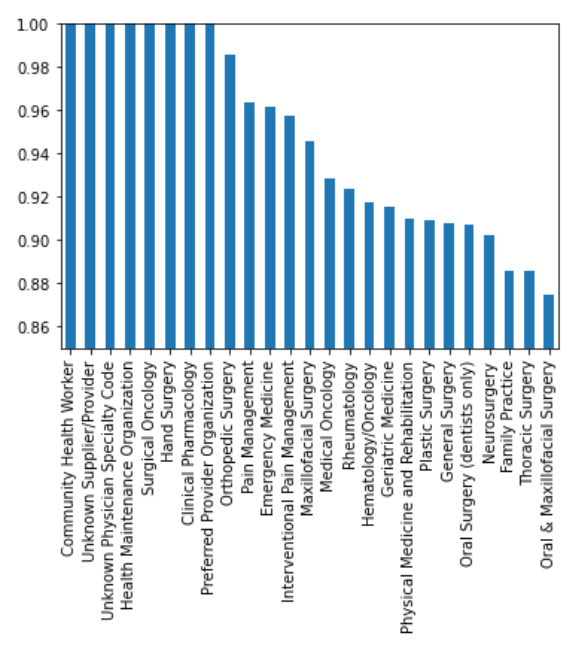 1.00
0.98
0.96
0.94
0.92
0.90
0.88
0.86
Community Health Worker
Unknown Supplier/Provider
Unknown Physician Specialty Code
Health Maintenance Organization
Surgical Oncology
Hand Surgery
Clinical Pharmacology
Preferred Provider Organization
Orthopedic Surgery
Pain Management
Emergency Medicine
Interventional Pain Management
Maxillofacial Surgery
Medical Oncology
Rheumatology
Hematology/Oncology
Geriatric Medicine
Physical Medicine and Rehabilitation
Plastic Surgery
General Surgery
Oral Surgery (dentists only)
Neurosurgery
Family Practice
Thoracic Surgery
Oral & Maxillofacial Surgery